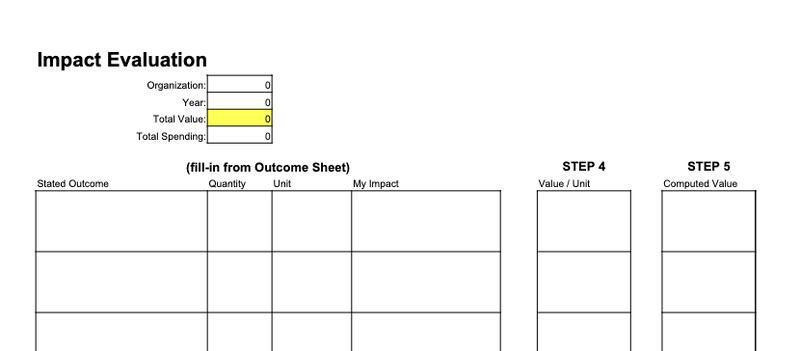 Impact Evaluation
Organization: 0
Year: 0
Total Value: 0
Total Spending: 0
(fill-in from Outcome Sheet) STEP 4 STEP 5
Stated Outcome Quantity Unit My Impact Value / Unit Computed Value